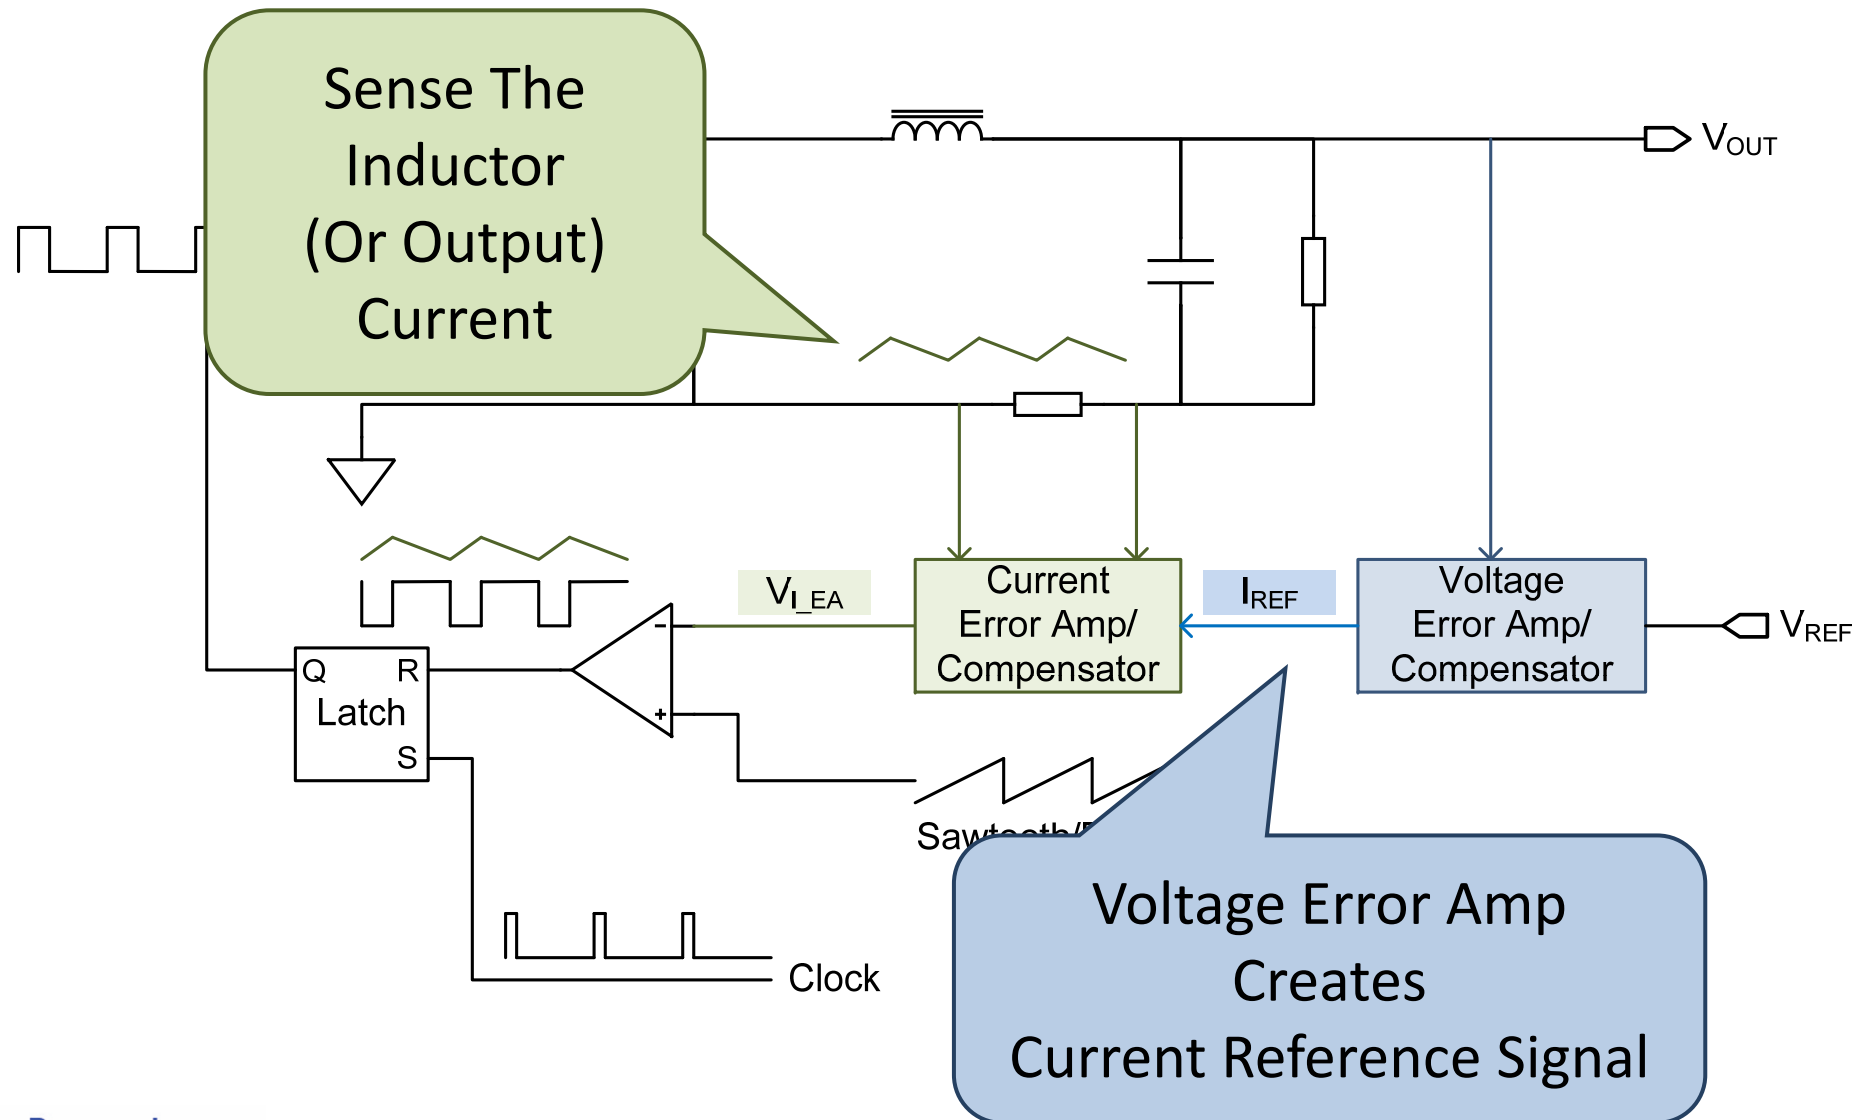 Sense The
Inductor
(Or Output)
Current
VOUT
VI_EA
Current
Error Amp/
Compensator
IREF
Voltage
Error Amp/
Compensator
VREF
-
+
Q R
Latch
S
Clock
Voltage Error Amp
Creates
Current Reference Signal